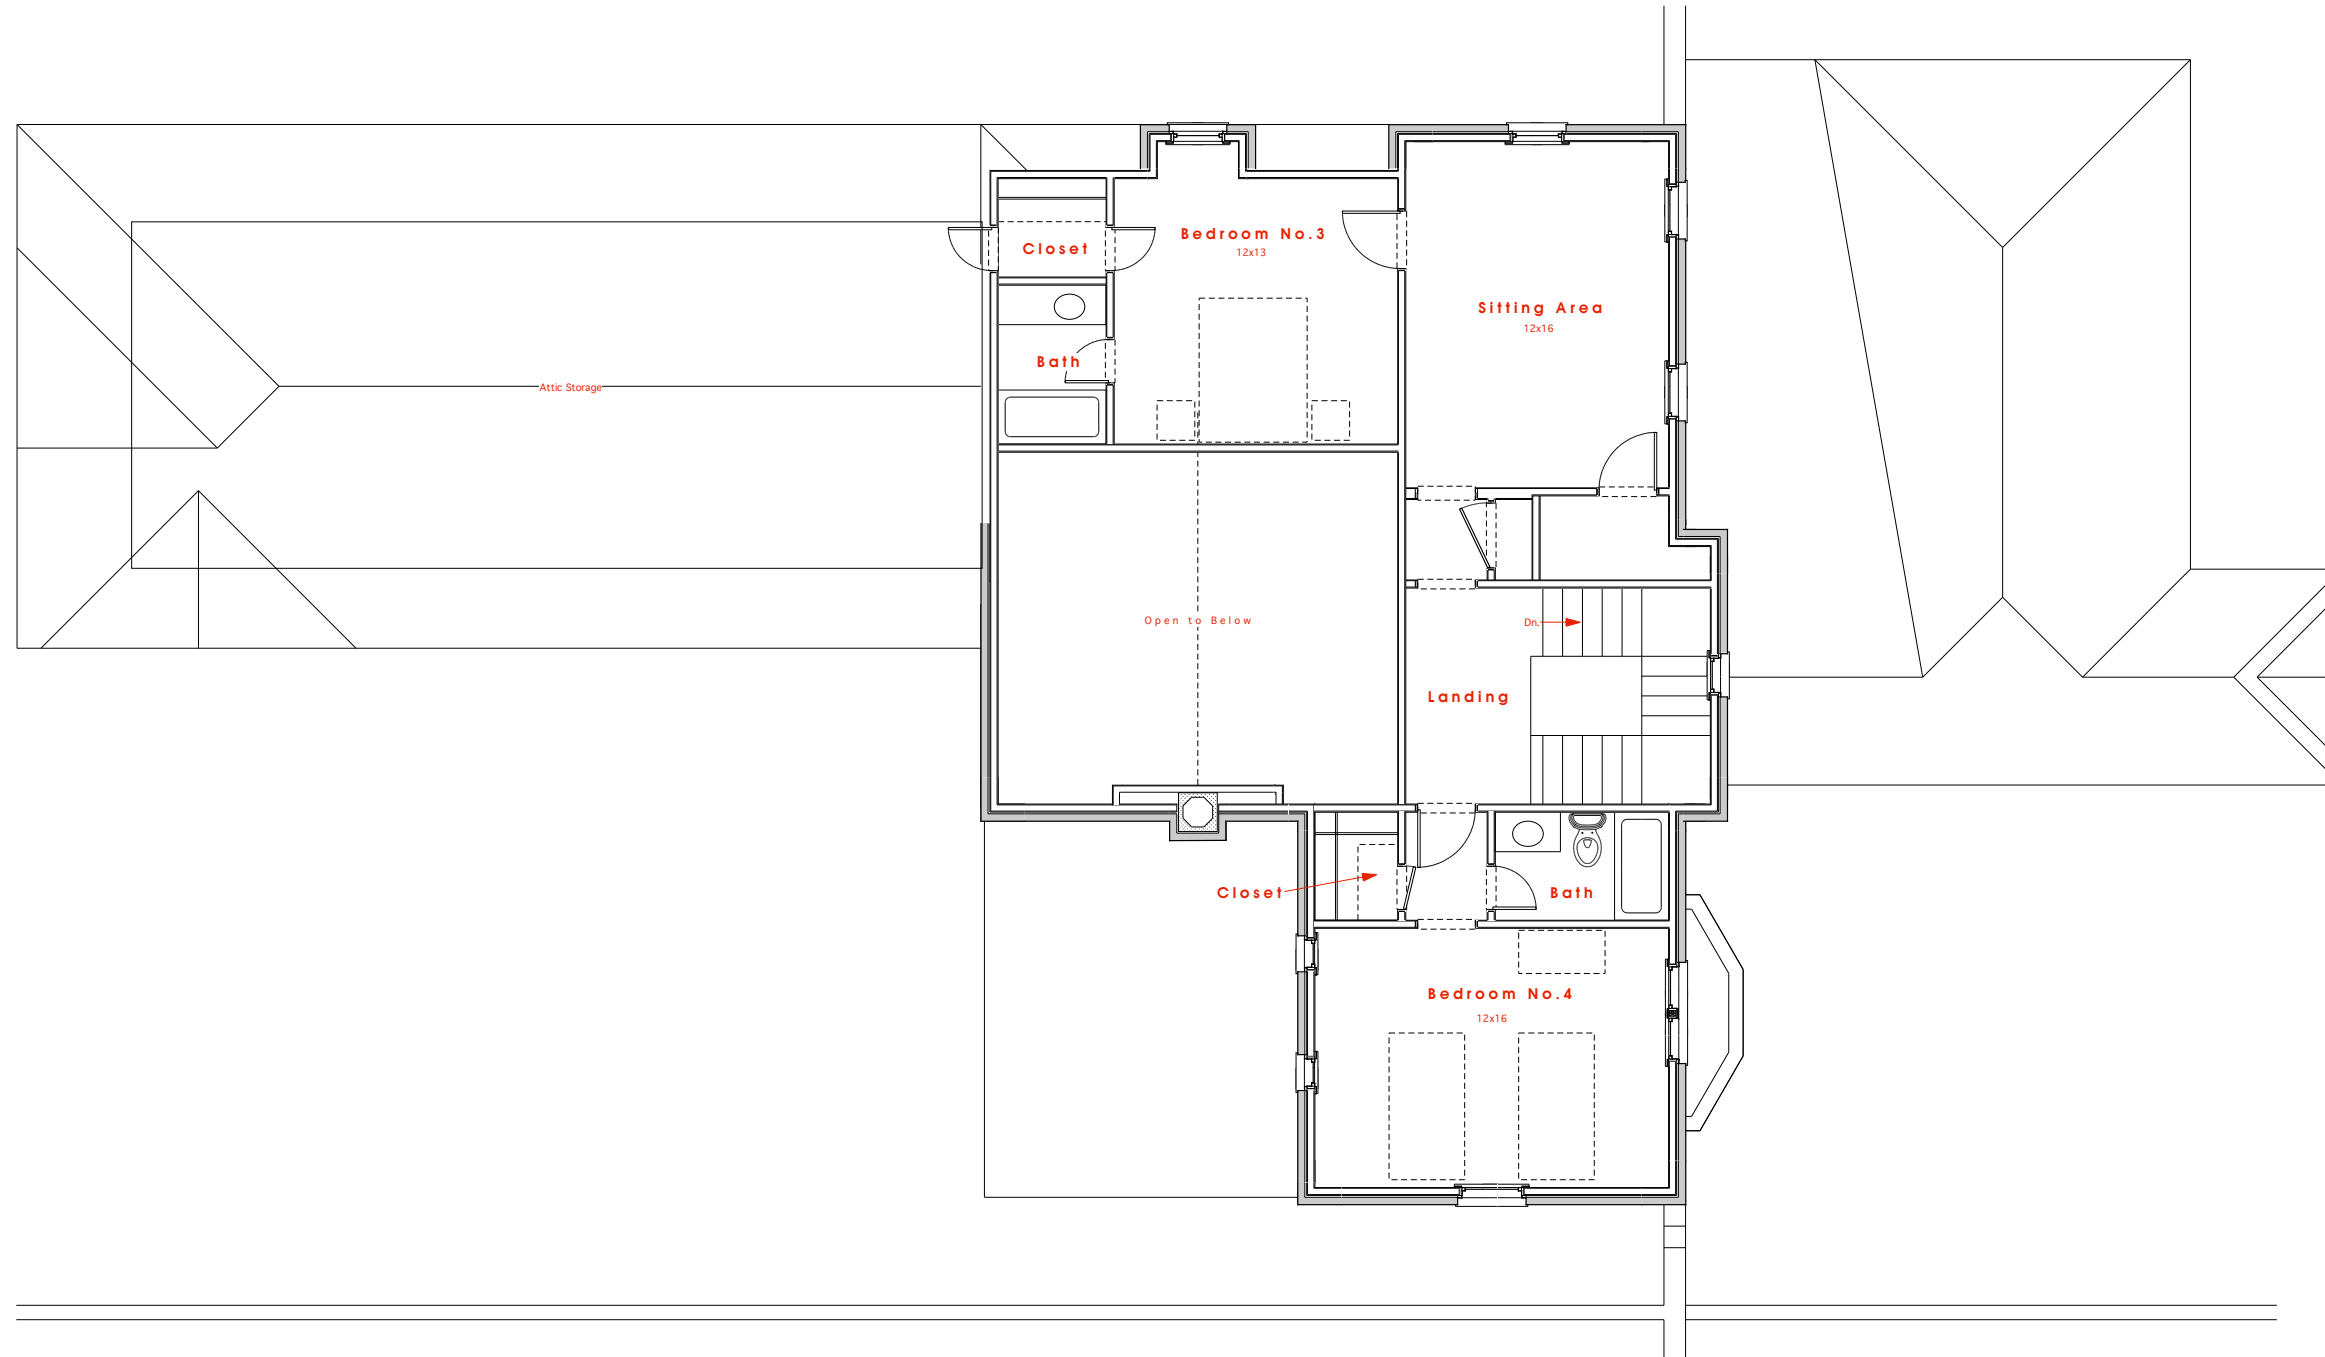 Bedroom No.3
12x13
Closet
Sitting Area
12x16
Bath
Attic Storage
Open to Below
Dn.
Landing
Closet
Bath
Bedroom No.4
12x16